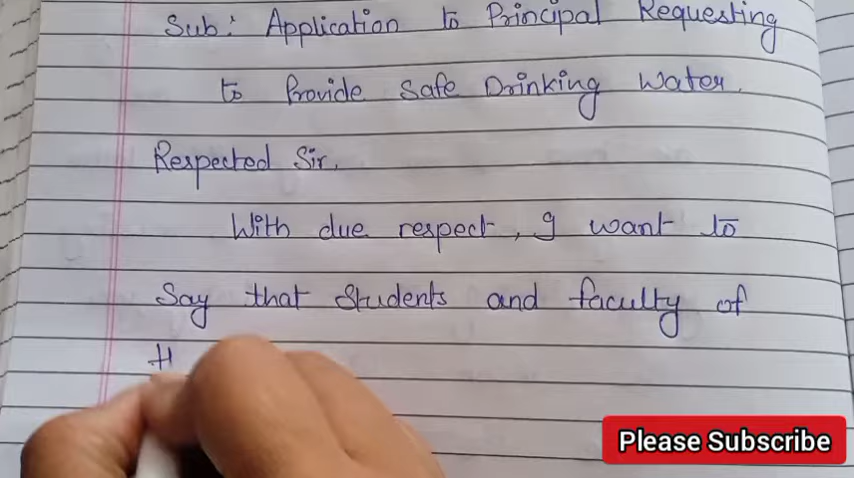 Sub: Application to Principal Requesting
to Provide Safe Drinking Water.
Respected Sir,
With due respect, I want to
Say that Students and faculty of
Please Subscribe